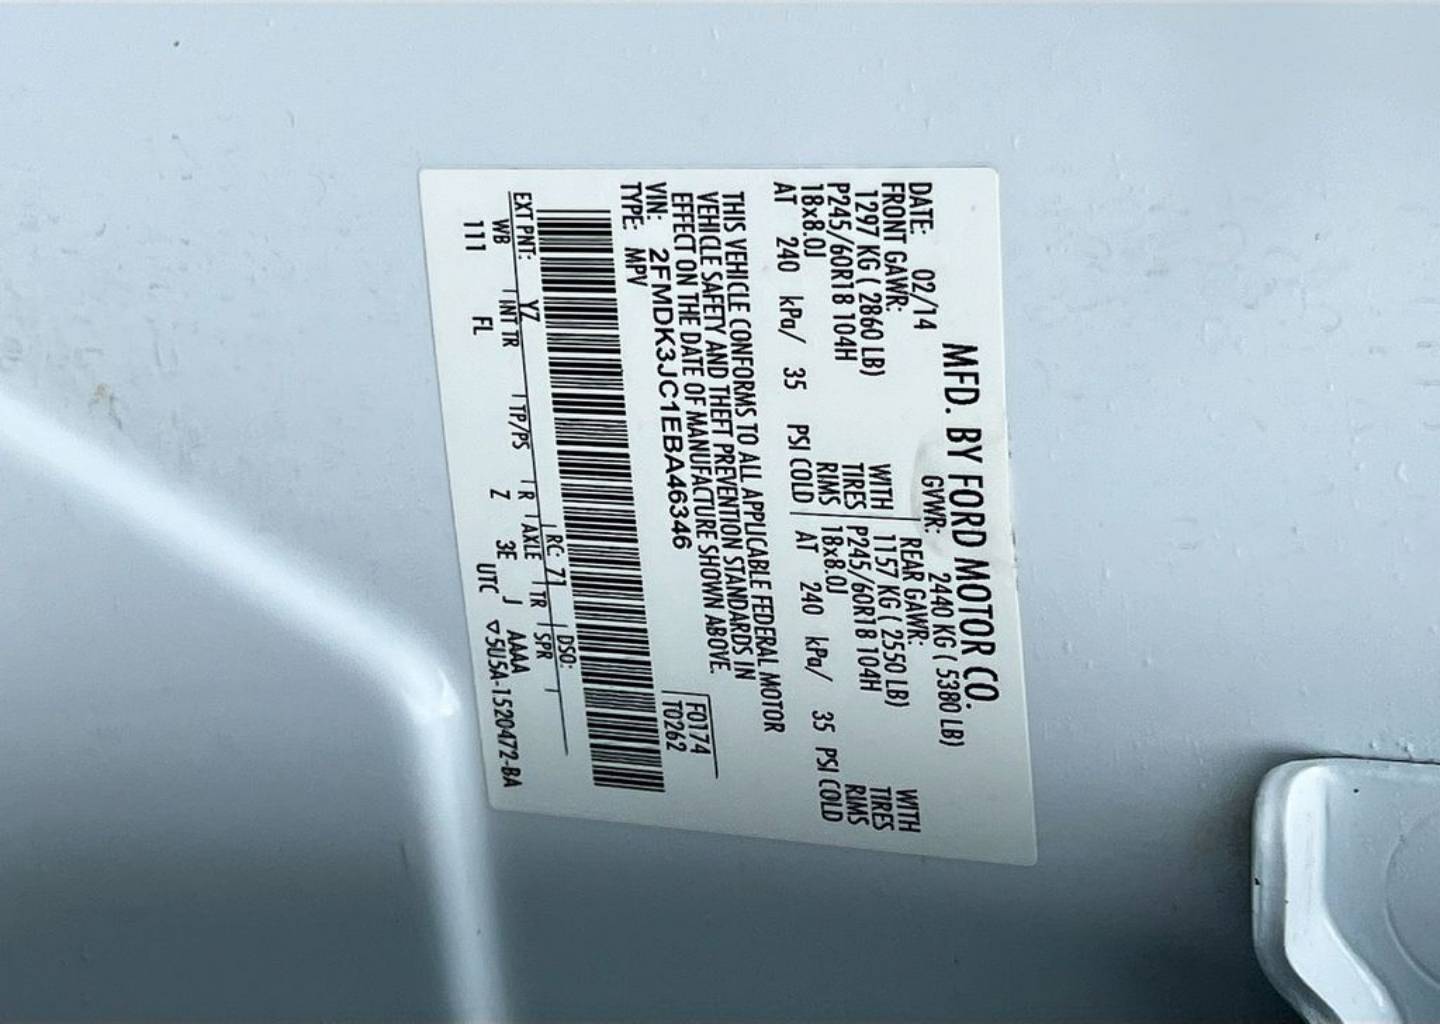 MFD. BY FORD MOTOR CO.
DATE: 02/14 GVWR: 2440 KG ( 5380 LB)
FRONT GAWR: REAR GAWR:
1297 KG ( 2860 LB) WITH 1157 KG ( 2550 LB) WITH
P245/60R18 104H TIRES P245/60R18 104H TIRES
18x8.0J RIMS 18x8.0J RIMS
AT 240 kPa/ 35 PSI COLD AT 240 kPa/ 35 PSI COLD
THIS VEHICLE CONFORMS TO ALL APPLICABLE FEDERAL MOTOR
VEHICLE SAFETY AND THEFT PREVENTION STANDARDS IN
EFFECT ON THE DATE OF MANUFACTURE SHOWN ABOVE.
VIN: 2FMDK3JC1EBA46346 F0174
TYPE: MPV T0262
EXT PNT: YZ RC: 71 DSO:
WB INT TR TP/PS R AXLE TR SPR
111 FL Z 3E J AAAA
UTC ▽5U5A-1520472-BA